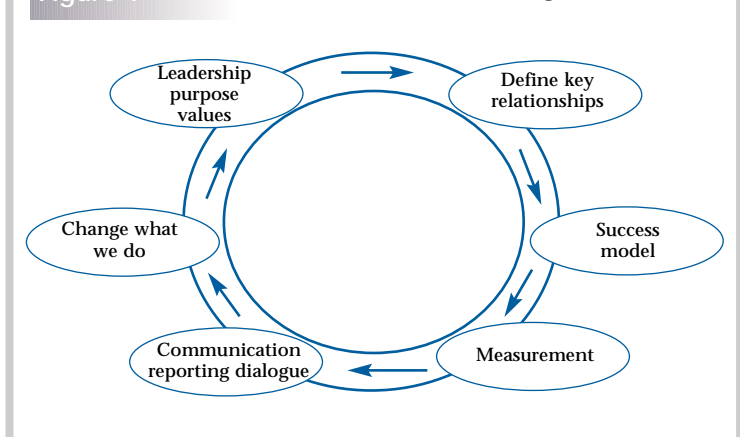 Leadership
purpose
values
Define key
relationships
Success
model
Measurement
Communication
reporting dialogue
Change what
we do